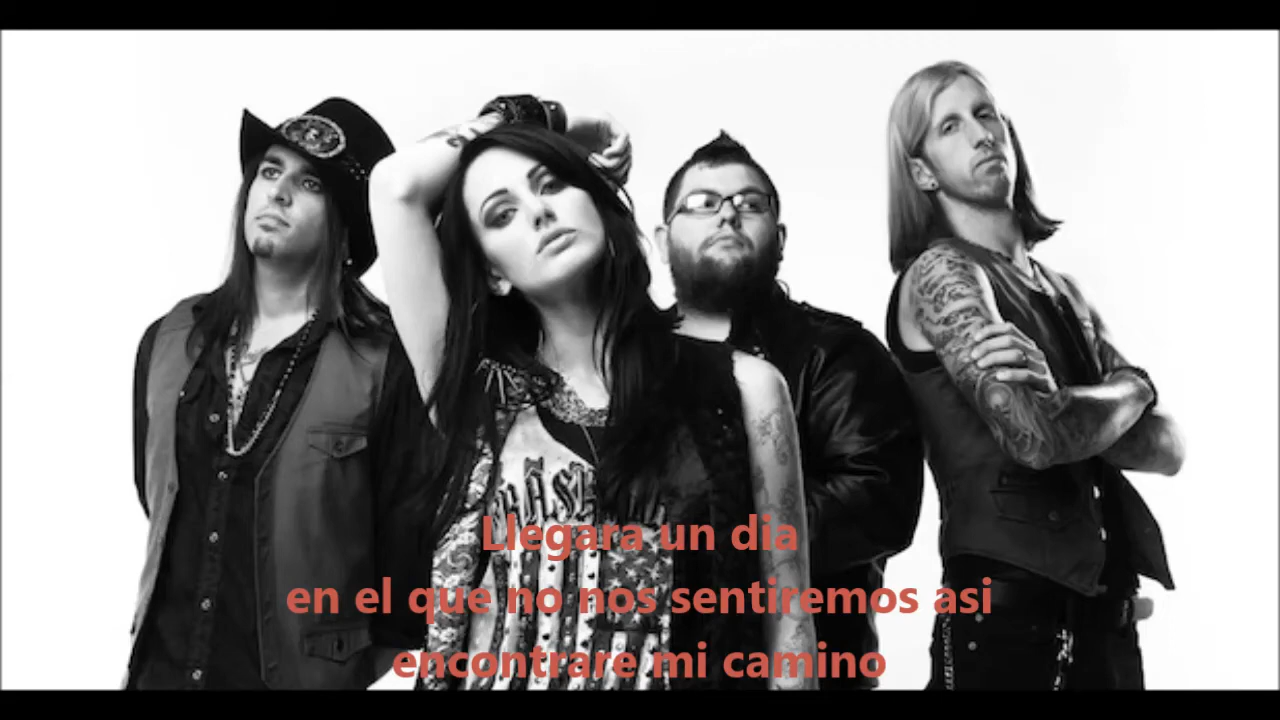 Llegara un dia
en el que no nos sentiremos asi
encontrare mi camino